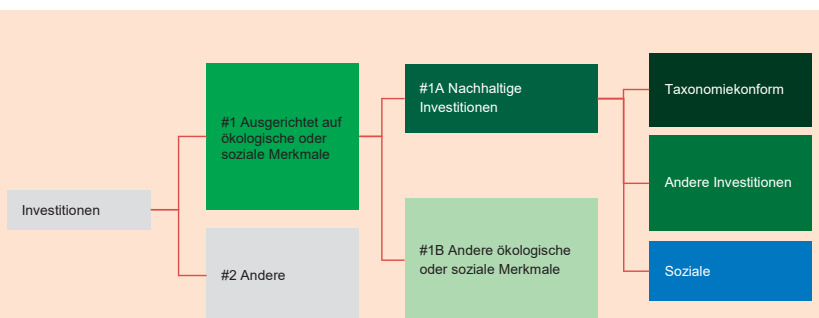 Investitionen
#1 Ausgerichtet auf
ökologische oder
soziale Merkmale
#2 Andere
#1A Nachhaltige
Investitionen
#1B Andere ökologische
oder soziale Merkmale
Taxonomiekonform
Andere Investitionen
Soziale